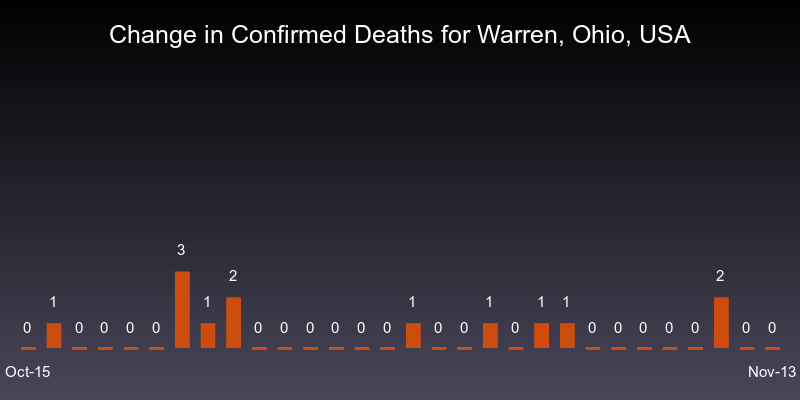 Change in Confirmed Deaths for Warren, Ohio, USA
3
2 2
1 1 1 1 1 1
0 0 0 0 0 0 0 0 0 0 0 0 0 0 0 0 0 0 0 0 0
Oct-15 Nov-13